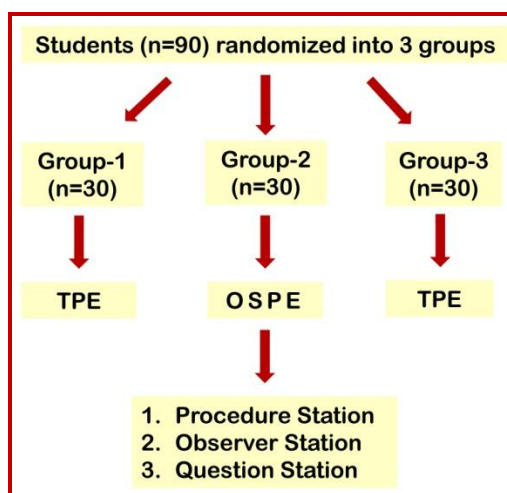 Students (n=90) randomized into 3 groups
Group-1
(n=30)
Group-2
(n=30)
Group-3
(n=30)
TPE
OSPE
TPE
1. Procedure Station
2. Observer Station
3. Question Station